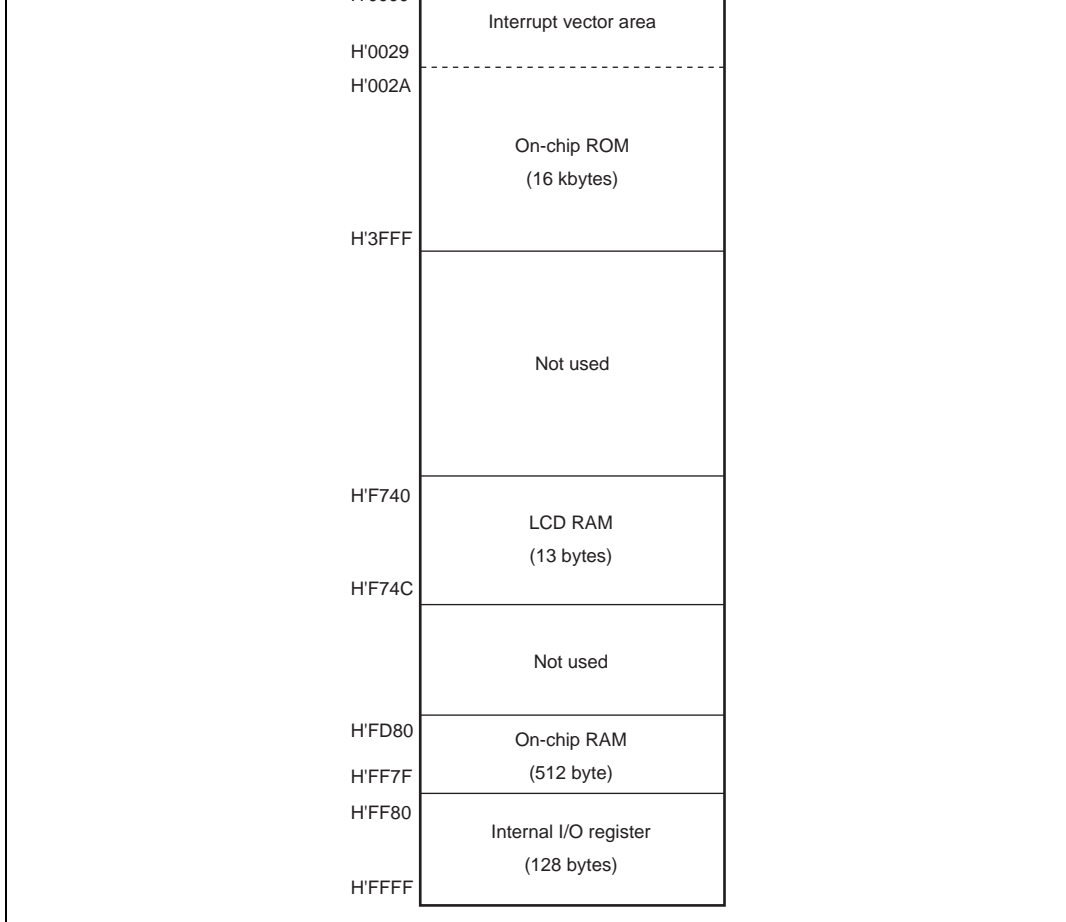 Interrupt vector area
H'0029
H'002A
On-chip ROM
(16 kbytes)
H'3FFF
Not used
H'F740
LCD RAM
(13 bytes)
H'F74C
Not used
H'FD80
On-chip RAM
(512 byte)
H'FF7F
H'FF80
Internal I/O register
(128 bytes)
H'FFFF